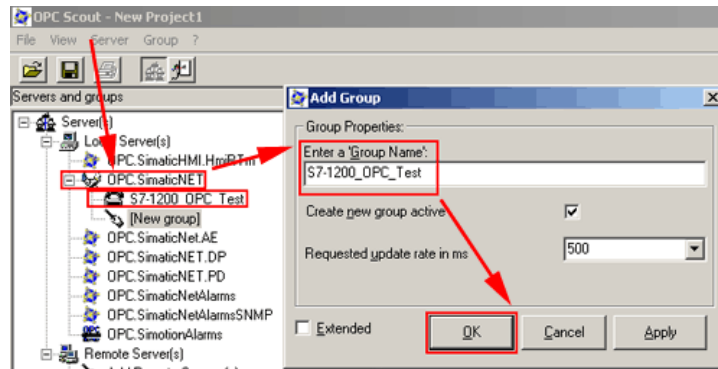 OPC Scout - New Project1
File View Server Group ?
Servers and groups
Server(s)
Local Server(s)
OPC.SimaticHMI.HmiRTm
OPC.SimaticNET
S7-1200_OPC_Test
[New group]
OPC.SimaticNet.AE
OPC.SimaticNET.DP
OPC.SimaticNET.PD
OPC.SimaticNetAlarms
OPC.SimaticNetAlarmsSNMP
OPC.SimotionAlarms
Remote Server(s)
Add Group
Group Properties:
Enter a 'Group Name':
S7-1200_OPC_Test
Create new group active
Requested update rate in ms
500
Extended
OK
Cancel
Apply